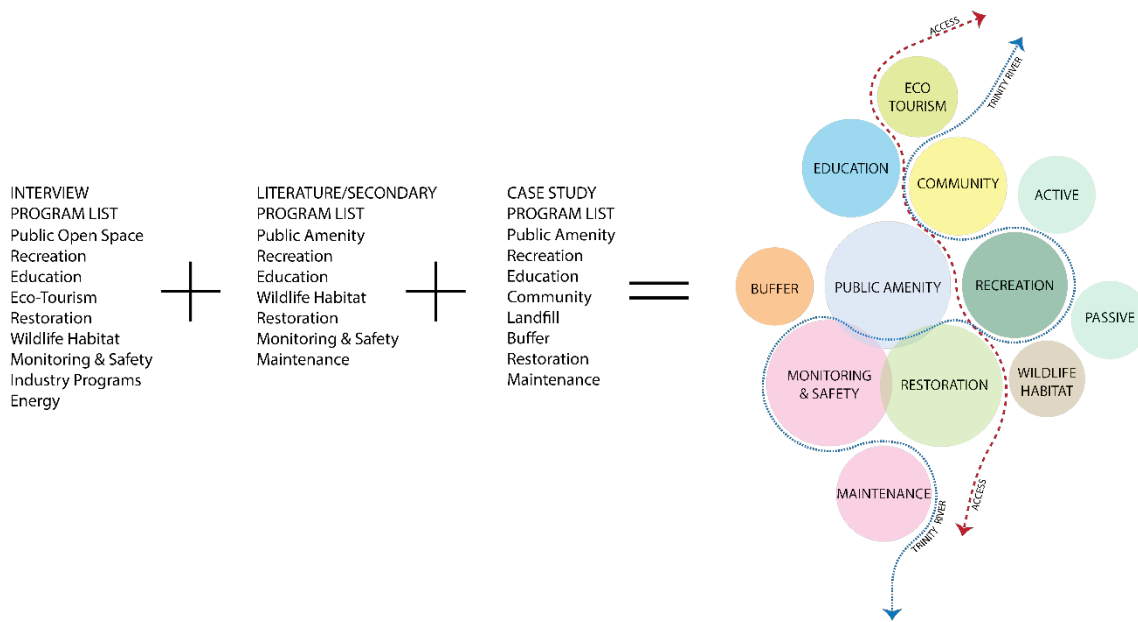 INTERVIEW
PROGRAM LIST
Public Open Space
Recreation
Education
Eco-Tourism
Restoration
Wildlife Habitat
Monitoring & Safety
Industry Programs
Energy
LITERATURE/SECONDARY
PROGRAM LIST
Public Amenity
Recreation
Education
Wildlife Habitat
Restoration
Monitoring & Safety
Maintenance
CASE STUDY
PROGRAM LIST
Public Amenity
Recreation
Education
Community
Landfill
Buffer
Restoration
Maintenance
ACCESS
TRINITY RIVER
ECO
TOURISM
EDUCATION
COMMUNITY
ACTIVE
BUFFER
PUBLIC AMENITY
RECREATION
PASSIVE
MONITORING
& SAFETY
RESTORATION
WILDLIFE
HABITAT
MAINTENANCE
ACCESS
TRINITY RIVER